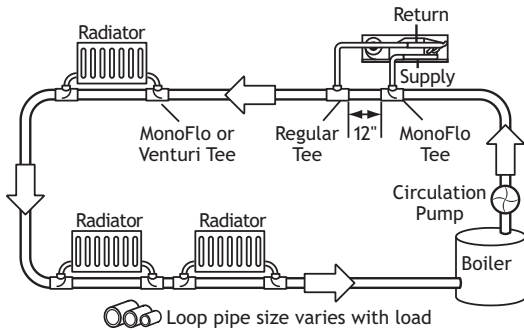 Return
Radiator
Supply
MonoFlo or
Venturi Tee
Regular
Tee
12"
MonoFlo
Tee
Circulation
Pump
Radiator
Radiator
Boiler
Loop pipe size varies with load